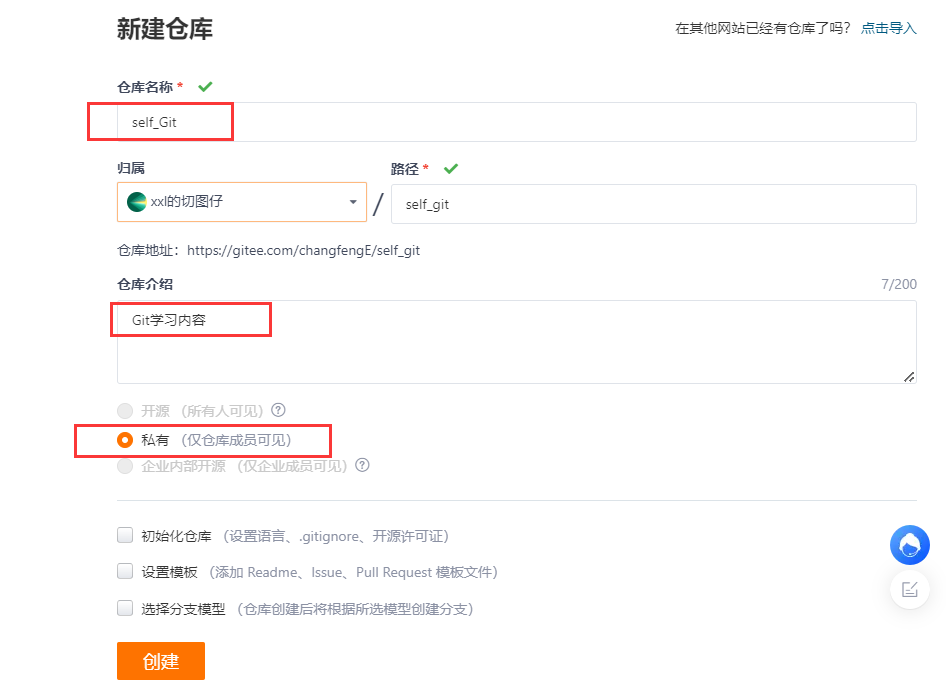 新建仓库
在其他网站已经有仓库了吗? 点击导入
仓库名称 *
self_Git
归属
路径 *
xxl的切图仔
/
self_git
仓库地址：https://gitee.com/changfengE/self_git
仓库介绍
7/200
Git学习内容
开源 (所有人可见) ?
私有 (仅仓库成员可见)
企业内部开源 (仅企业成员可见) ?
初始化仓库 (设置语言、.gitignore、开源许可证)
设置模板 (添加 Readme、Issue、Pull Request 模板文件)
选择分支模型 (仓库创建后将根据所选模型创建分支)
创建